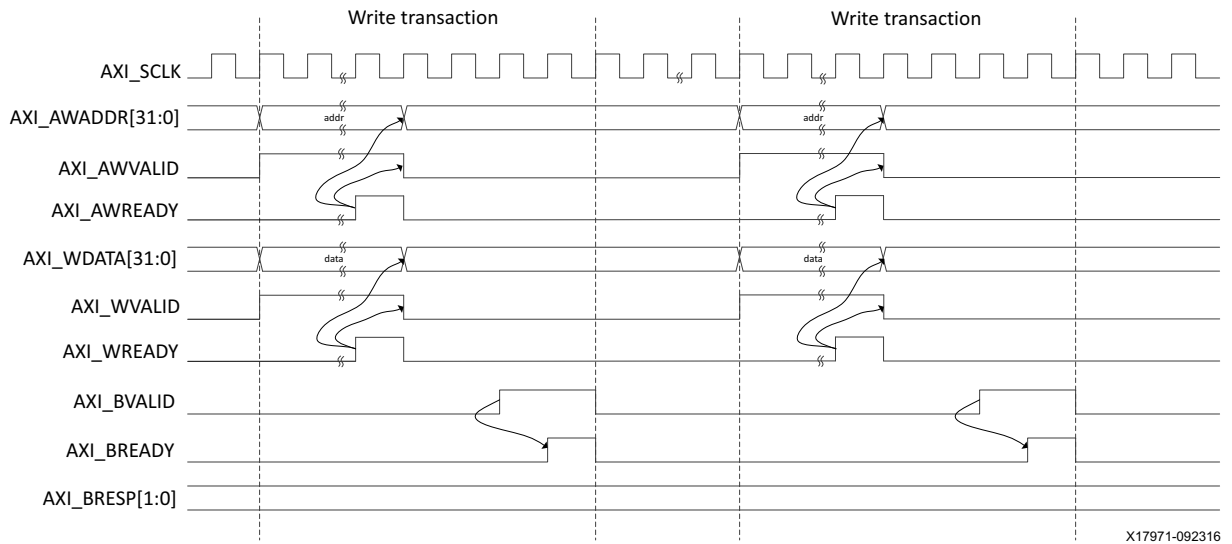 Write transaction Write transaction
AXI_SCLK
AXI_AWADDR[31:0]
addr addr
AXI_AWVALID
AXI_AWREADY
AXI_WDATA[31:0]
data data
AXI_WVALID
AXI_WREADY
AXI_BVALID
AXI_BREADY
AXI_BRESP[1:0]
X17971-092316